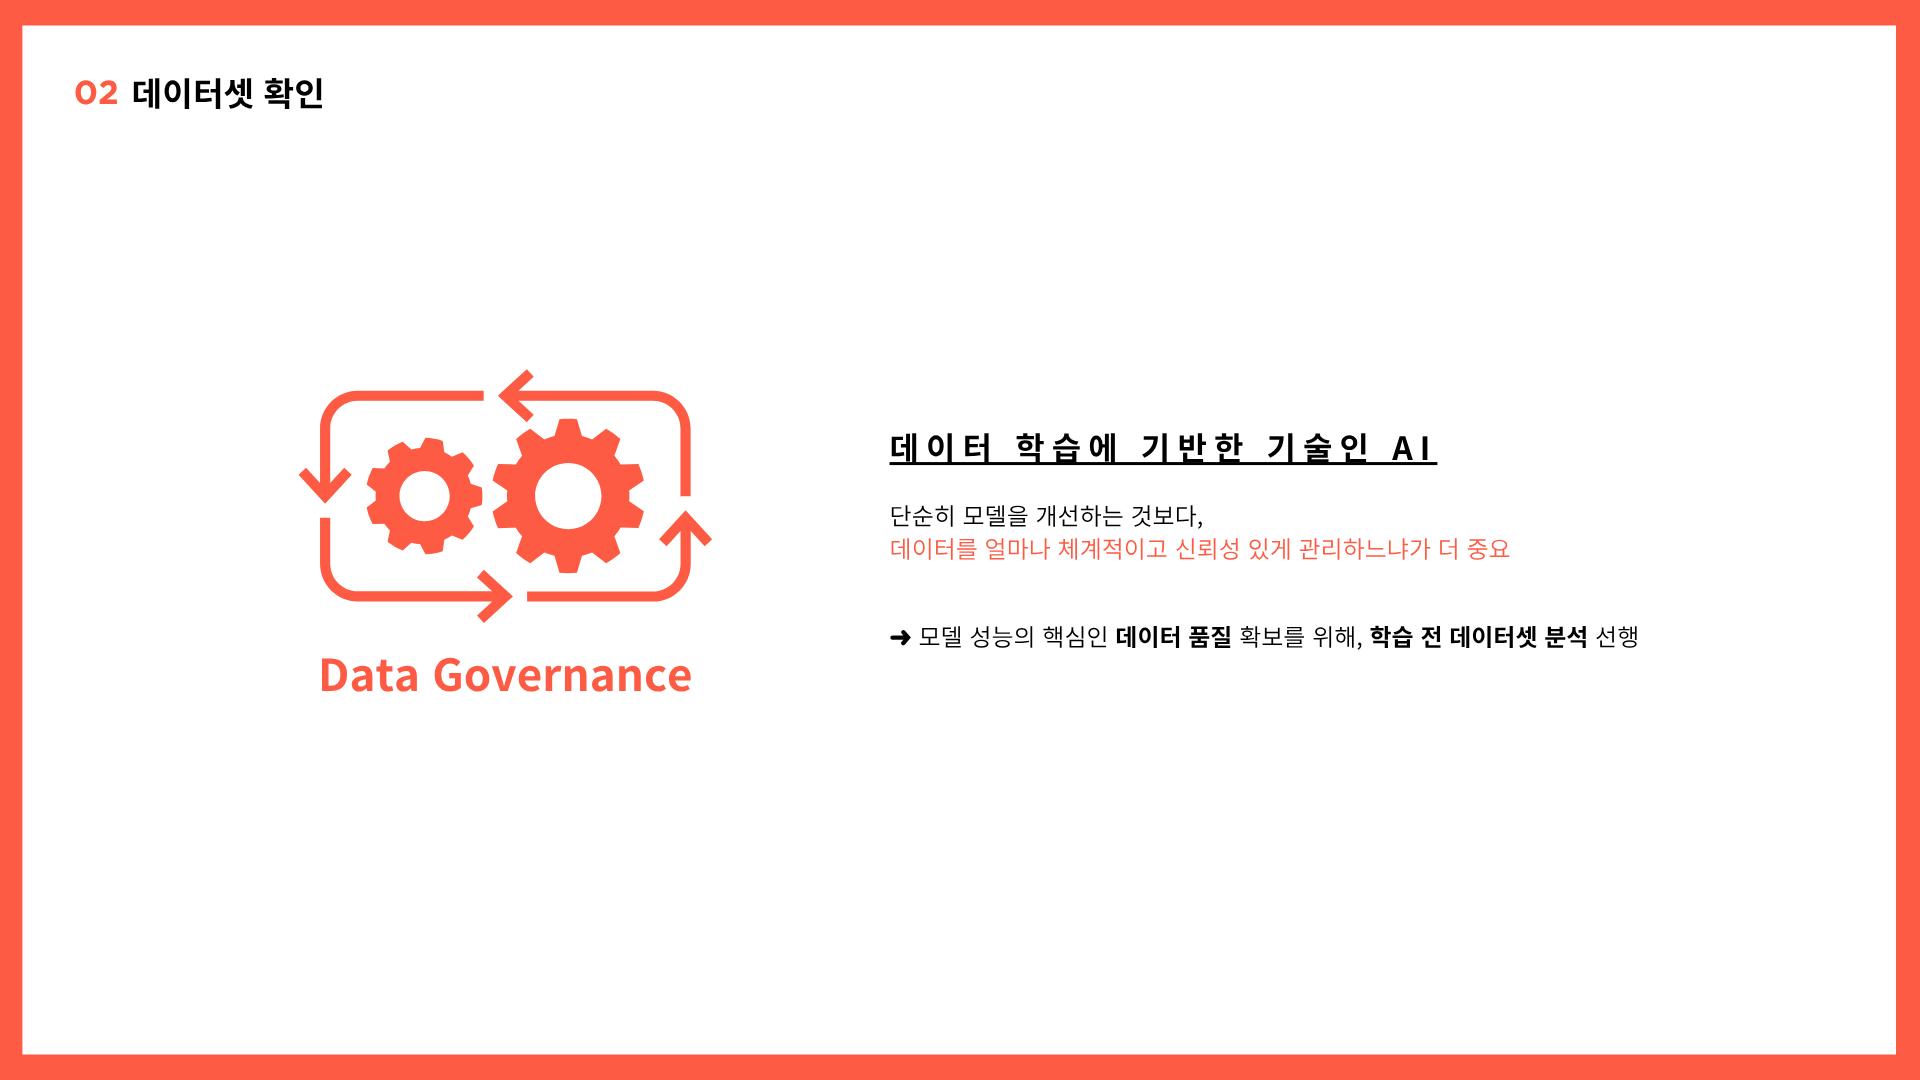 02 데이터셋 확인
Data Governance
데이터 학습에 기반한 기술인 AI
단순히 모델을 개선하는 것보다,
데이터를 얼마나 체계적이고 신뢰성 있게 관리하느냐가 더 중요
➜ 모델 성능의 핵심인 데이터 품질 확보를 위해, 학습 전 데이터셋 분석 선행